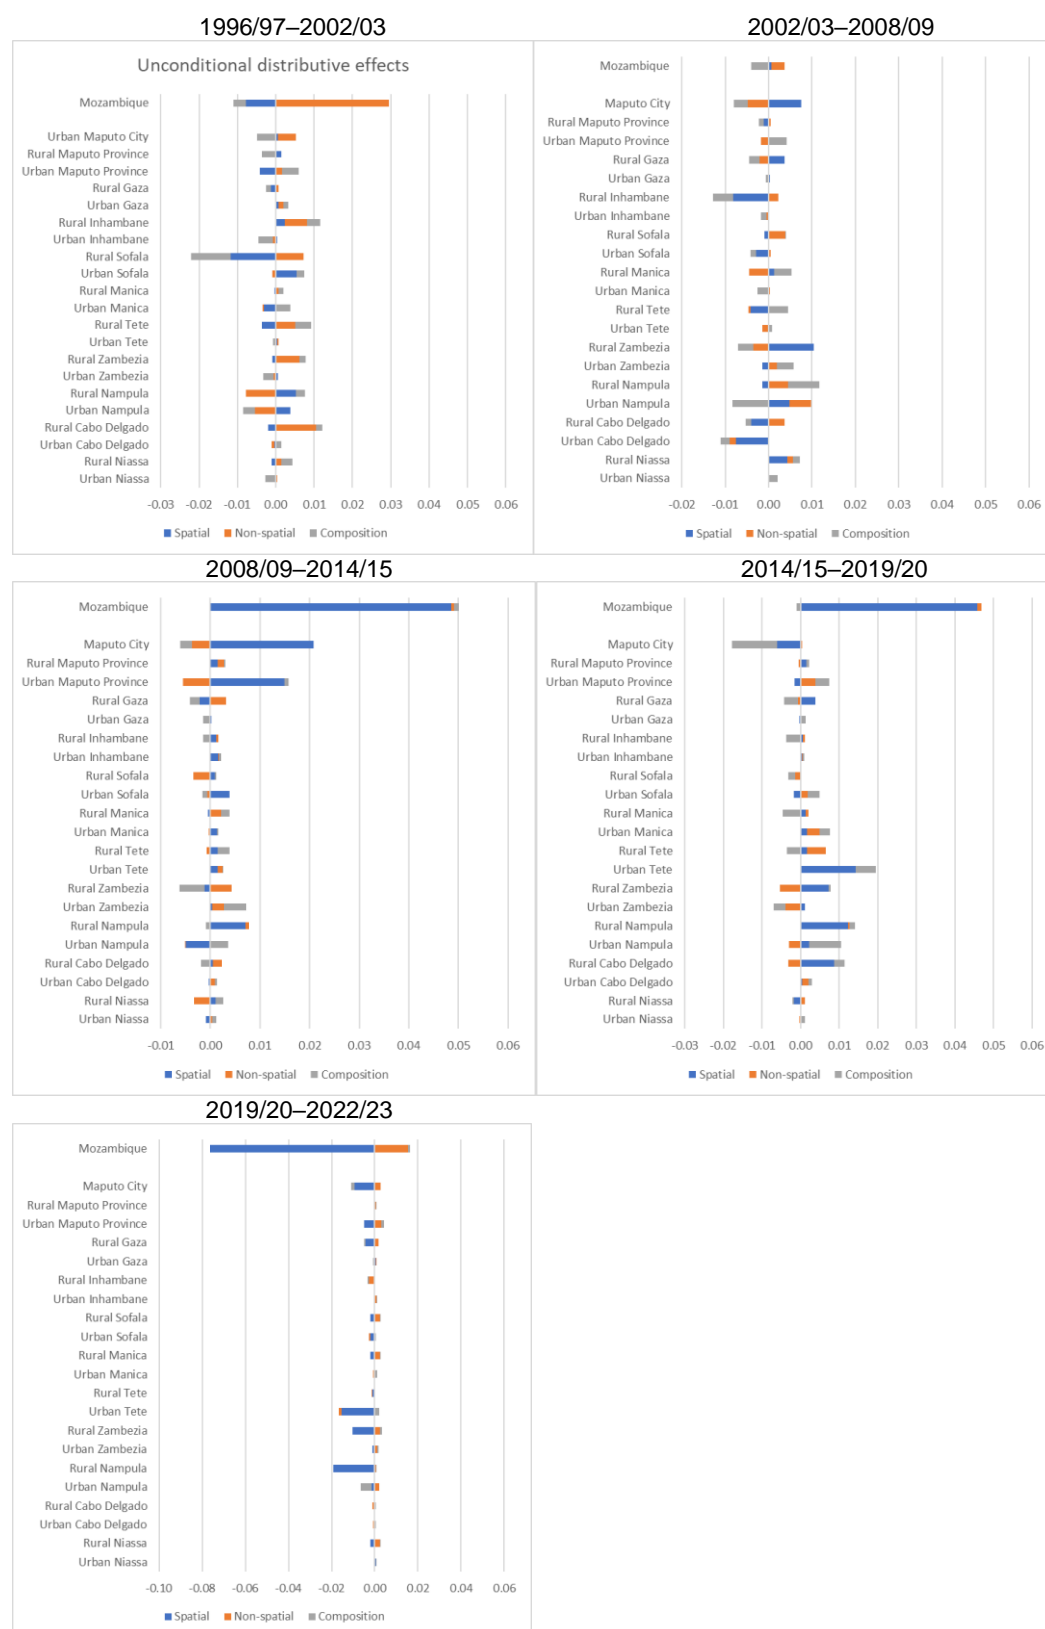 1996/97–2002/03
Unconditional distributive effects
Mozambique
Urban Maputo City
Rural Maputo Province
Urban Maputo Province
Rural Gaza
Urban Gaza
Rural Inhambane
Urban Inhambane
Rural Sofala
Urban Sofala
Rural Manica
Urban Manica
Rural Tete
Urban Tete
Rural Zambezia
Urban Zambezia
Rural Nampula
Urban Nampula
Rural Cabo Delgado
Urban Cabo Delgado
Rural Niassa
Urban Niassa
-0.03 -0.02 -0.01 0.00 0.01 0.02 0.03 0.04 0.05 0.06
Spatial Non-spatial Composition
2002/03–2008/09
Mozambique
Maputo City
Rural Maputo Province
Urban Maputo Province
Rural Gaza
Urban Gaza
Rural Inhambane
Urban Inhambane
Rural Sofala
Urban Sofala
Rural Manica
Urban Manica
Rural Tete
Urban Tete
Rural Zambezia
Urban Zambezia
Rural Nampula
Urban Nampula
Rural Cabo Delgado
Urban Cabo Delgado
Rural Niassa
Urban Niassa
-0.02 -0.01 0.00 0.01 0.02 0.03 0.04 0.05 0.06
Spatial Non-spatial Composition
2008/09–2014/15
Mozambique
Maputo City
Rural Maputo Province
Urban Maputo Province
Rural Gaza
Urban Gaza
Rural Inhambane
Urban Inhambane
Rural Sofala
Urban Sofala
Rural Manica
Urban Manica
Rural Tete
Urban Tete
Rural Zambezia
Urban Zambezia
Rural Nampula
Urban Nampula
Rural Cabo Delgado
Urban Cabo Delgado
Rural Niassa
Urban Niassa
-0.01 0.00 0.01 0.02 0.03 0.04 0.05 0.06
Spatial Non-spatial Composition
2014/15–2019/20
Mozambique
Maputo City
Rural Maputo Province
Urban Maputo Province
Rural Gaza
Urban Gaza
Rural Inhambane
Urban Inhambane
Rural Sofala
Urban Sofala
Rural Manica
Urban Manica
Rural Tete
Urban Tete
Rural Zambezia
Urban Zambezia
Rural Nampula
Urban Nampula
Rural Cabo Delgado
Urban Cabo Delgado
Rural Niassa
Urban Niassa
-0.03 -0.02 -0.01 0.00 0.01 0.02 0.03 0.04 0.05 0.06
Spatial Non-spatial Composition
2019/20–2022/23
Mozambique
Maputo City
Rural Maputo Province
Urban Maputo Province
Rural Gaza
Urban Gaza
Rural Inhambane
Urban Inhambane
Rural Sofala
Urban Sofala
Rural Manica
Urban Manica
Rural Tete
Urban Tete
Rural Zambezia
Urban Zambezia
Rural Nampula
Urban Nampula
Rural Cabo Delgado
Urban Cabo Delgado
Rural Niassa
Urban Niassa
-0.10 -0.08 -0.06 -0.04 -0.02 0.00 0.02 0.04 0.06
Spatial Non-spatial Composition